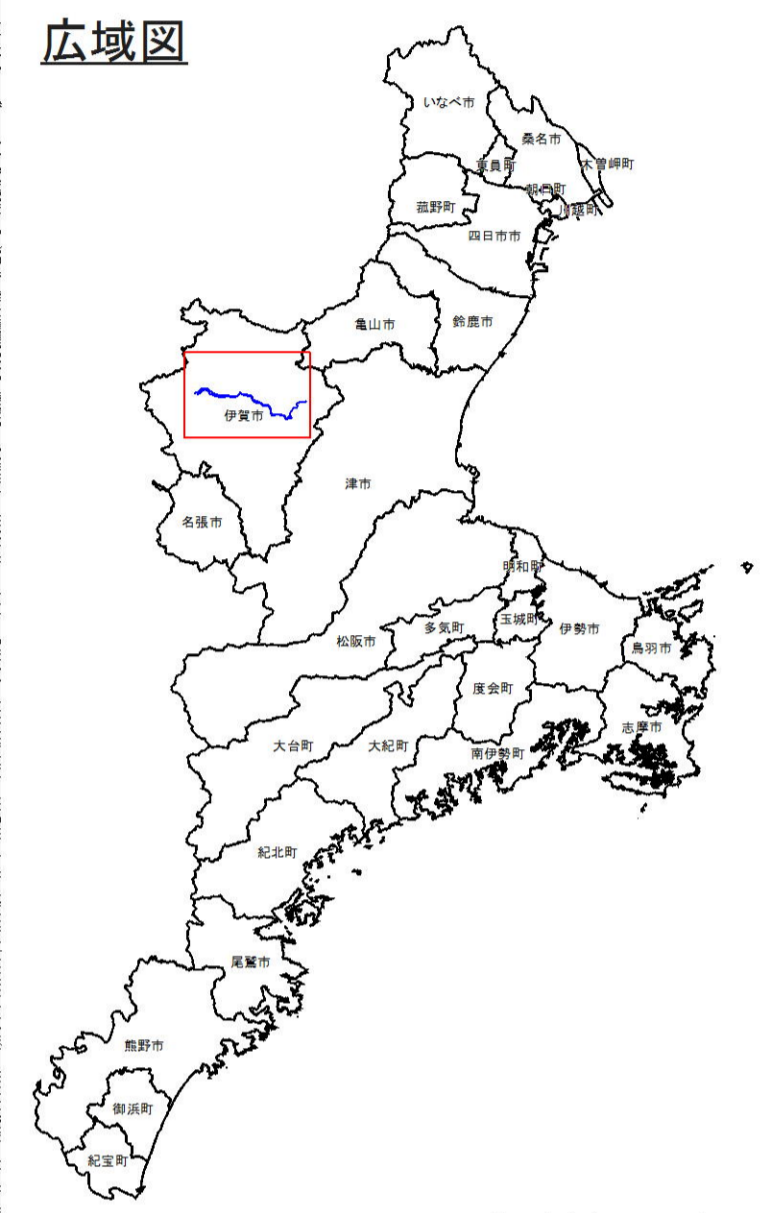 広域図
いなべ市
桑名市
東員町
木曽岬町
朝日町
川越町
菰野町
四日市市
亀山市
鈴鹿市
伊賀市
津市
名張市
明和町
松阪市
多気町
玉城町
伊勢市
鳥羽市
度会町
志摩市
大台町
大紀町
南伊勢町
紀北町
尾鷲市
熊野市
御浜町
紀宝町